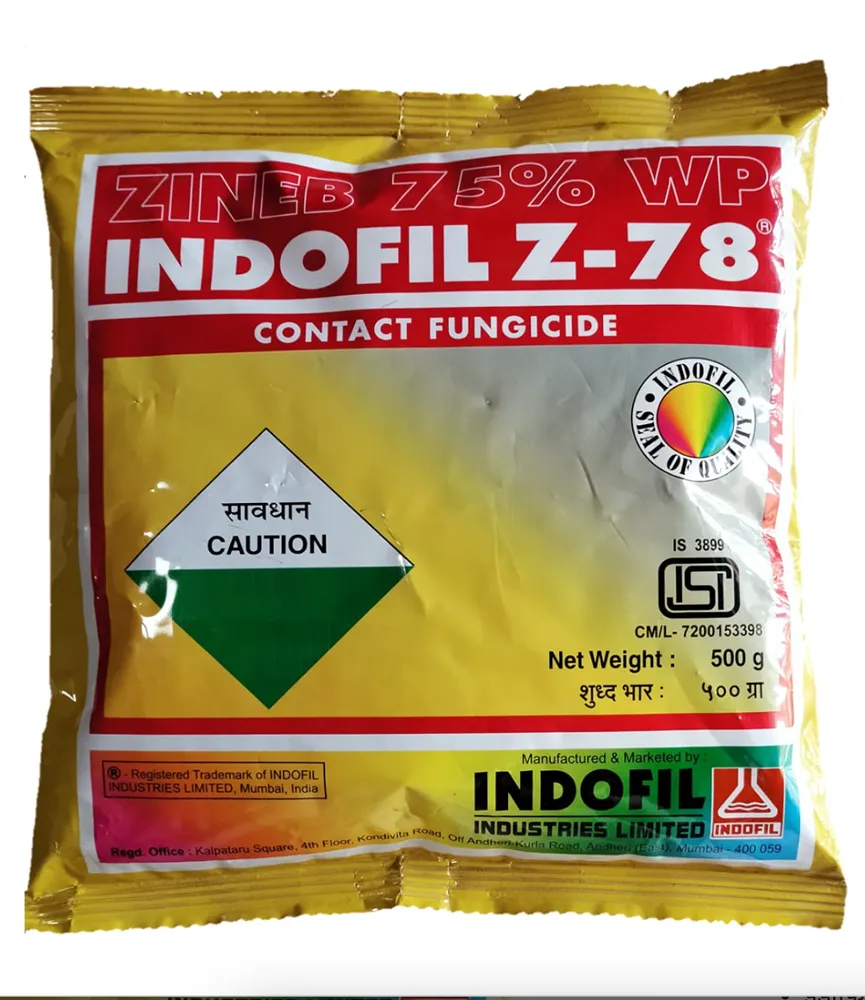 ZINEB 75% WP
INDOFIL Z-78®
CONTACT FUNGICIDE
INDOFIL
SEAL OF QUALITY
सावधान
CAUTION
IS 3899
ISI
CM/L- 7200153398
Net Weight : 500 g
शुध्द भार : ५०० ग्रा
® - Registered Trademark of INDOFIL
INDUSTRIES LIMITED, Mumbai, India
Manufactured & Marketed by :
INDOFIL
INDUSTRIES LIMITED
INDOFIL
Regd. Office : Kalpataru Square, 4th Floor, Kondivita Road, Off Andheri-Kurla Road, Andheri (East), Mumbai - 400 059